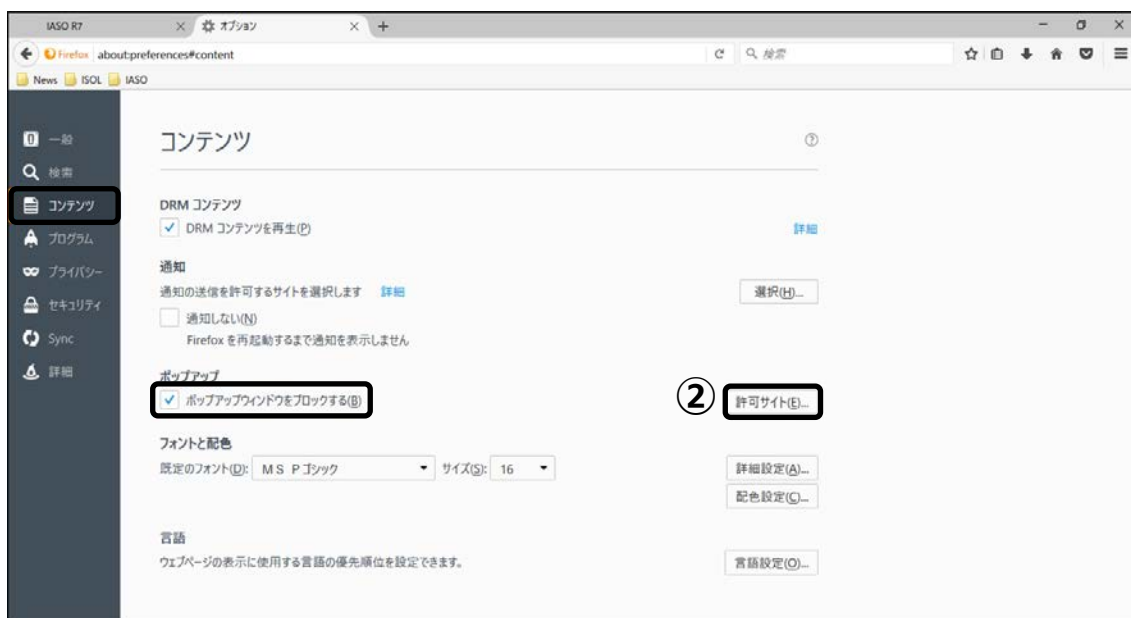 IASO R7
オプション
Firefox about:preferences#content
検索
News ISOL IASO
一般
検索
コンテンツ
プログラム
プライバシー
セキュリティ
Sync
詳細
コンテンツ
DRM コンテンツ
DRM コンテンツを再生(P)
詳細
通知
通知の送信を許可するサイトを選択します 詳細
選択(H)...
通知しない(N)
Firefox を再起動するまで通知を表示しません
ポップアップ
ポップアップウィンドウをブロックする(B)
②
許可サイト(E)...
フォントと配色
既定のフォント(D): ＭＳ Ｐゴシック サイズ(S): 16
詳細設定(A)...
配色設定(C)...
言語
ウェブページの表示に使用する言語の優先順位を設定できます。
言語設定(O)...